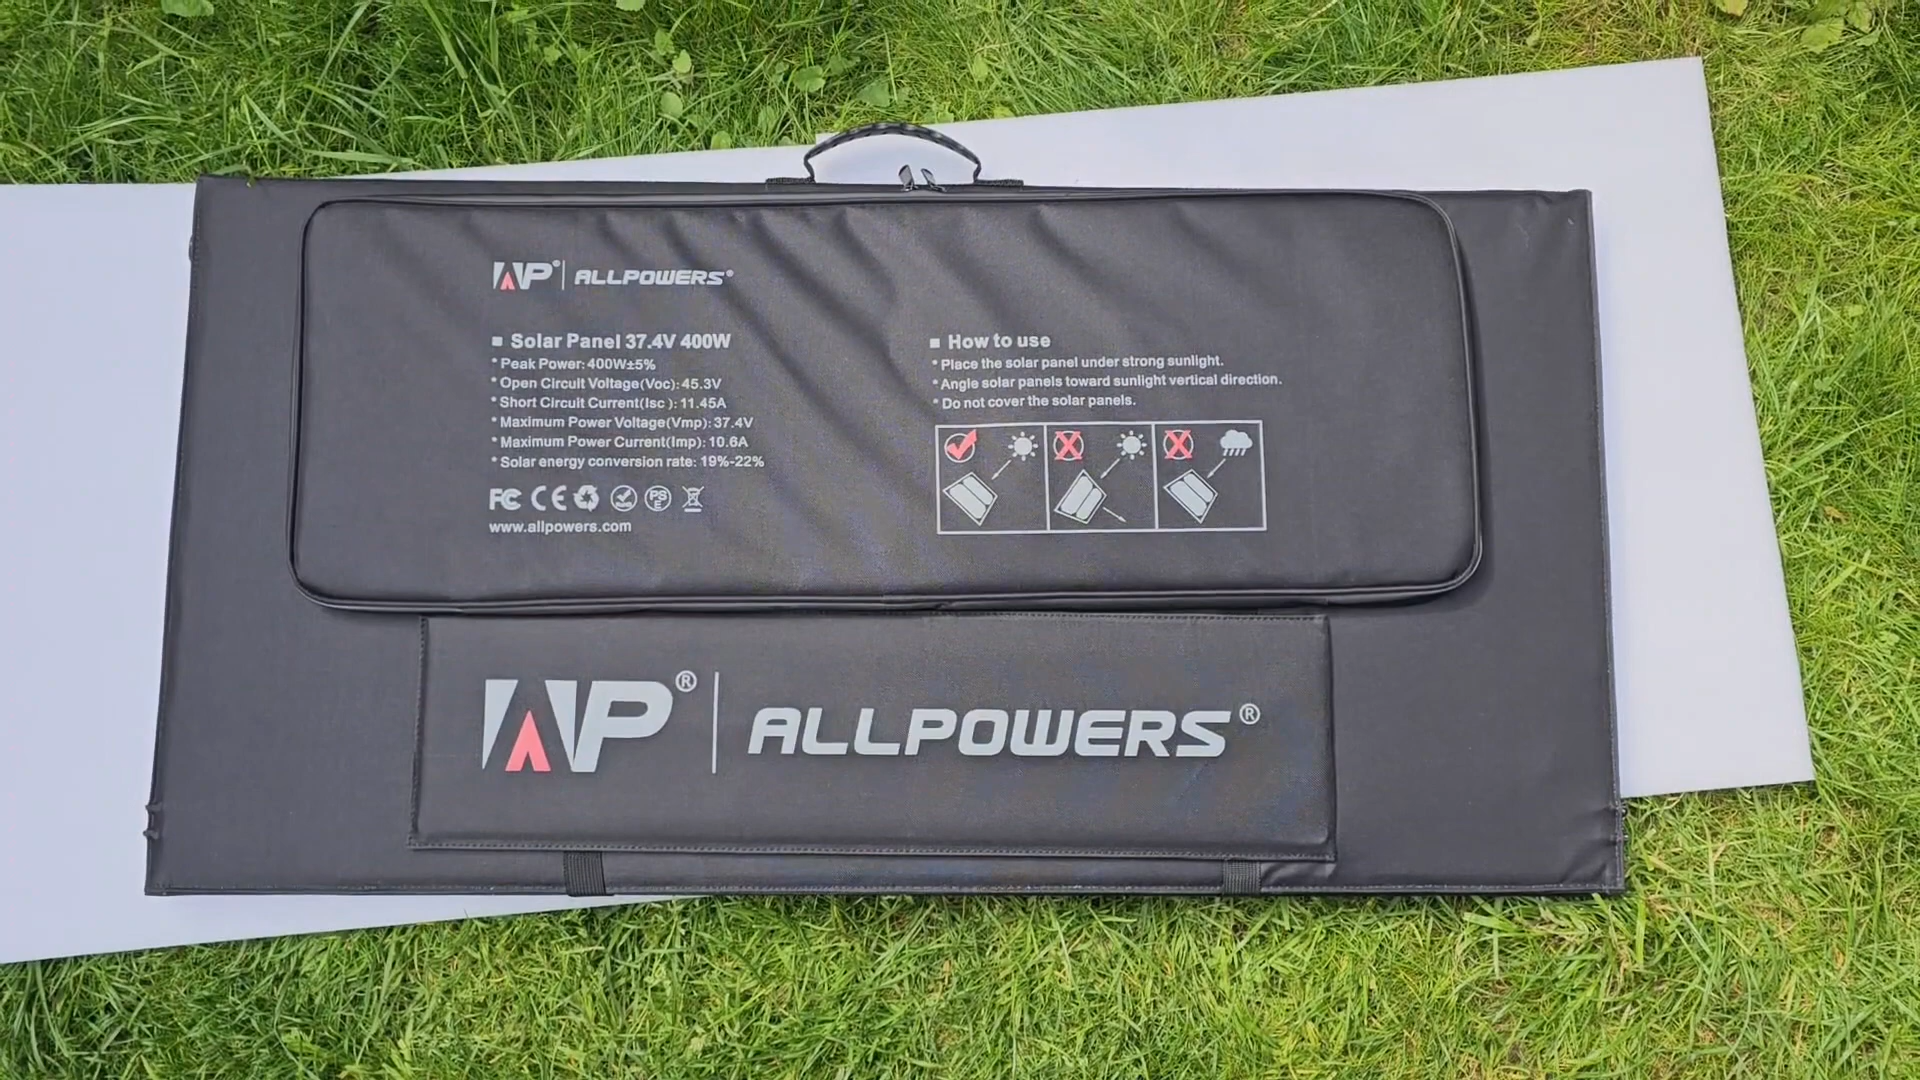 AP® | ALLPOWERS®
■ Solar Panel 37.4V 400W
* Peak Power: 400W±5%
* Open Circuit Voltage(Voc): 45.3V
* Short Circuit Current(Isc ): 11.45A
* Maximum Power Voltage(Vmp): 37.4V
* Maximum Power Current(Imp): 10.6A
* Solar energy conversion rate: 19%-22%
FC CE RoHS PSE
www.allpowers.com
■ How to use
* Place the solar panel under strong sunlight.
* Angle solar panels toward sunlight vertical direction.
* Do not cover the solar panels.
AP® | ALLPOWERS®